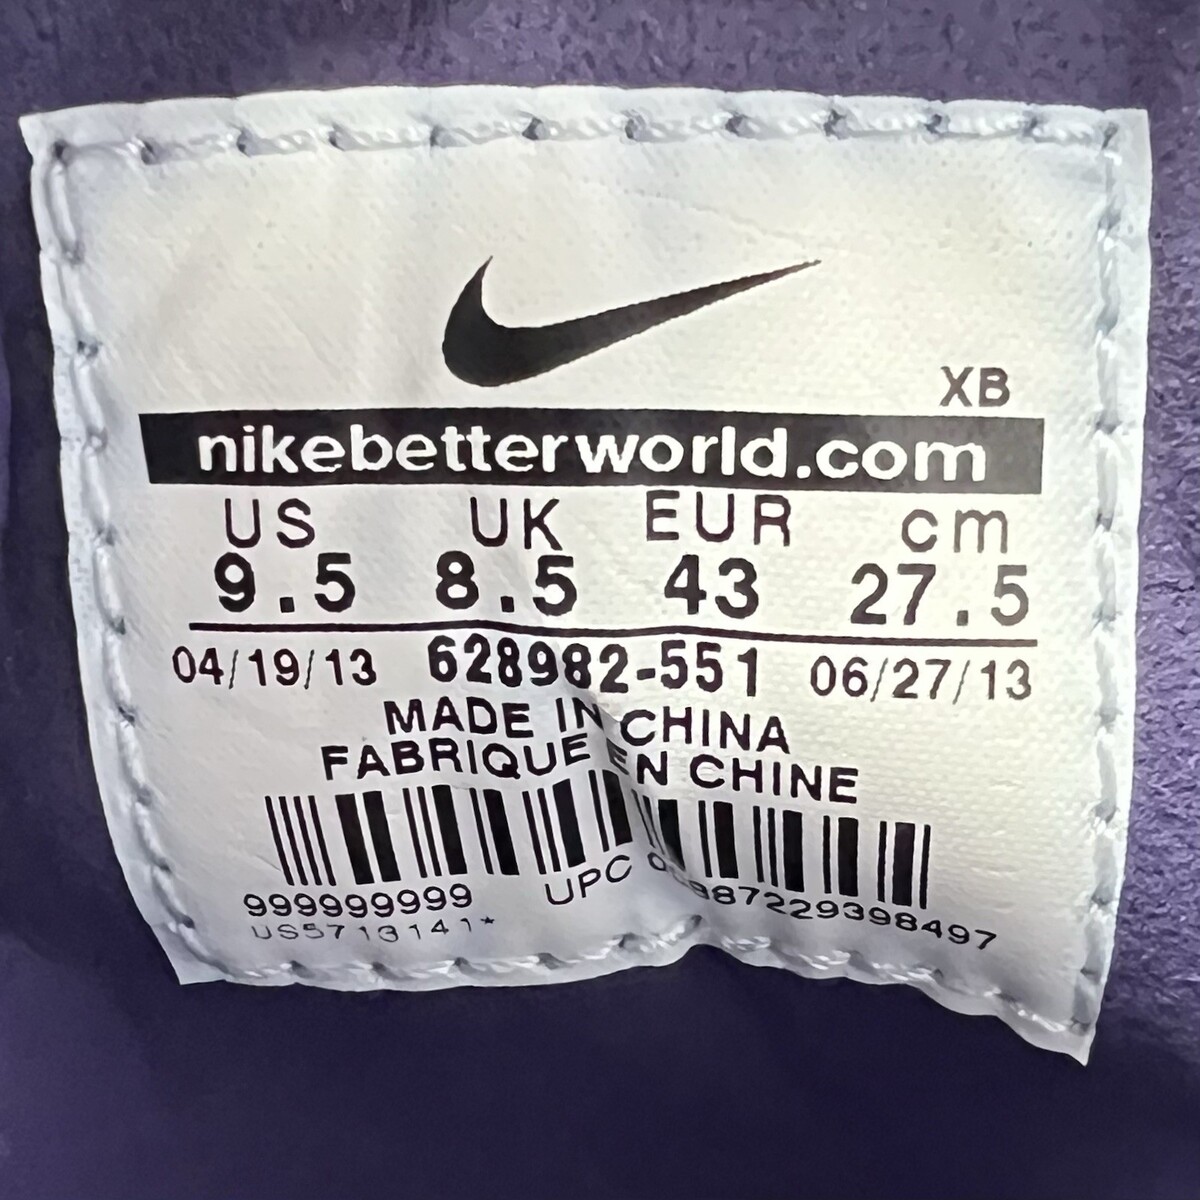 XB
nikebetterworld.com
US UK EUR cm
9.5 8.5 43 27.5
04/19/13 628982-551 06/27/13
MADE IN CHINA
FABRIQUE EN CHINE
999999999 UPC 887229398497
US5713141*